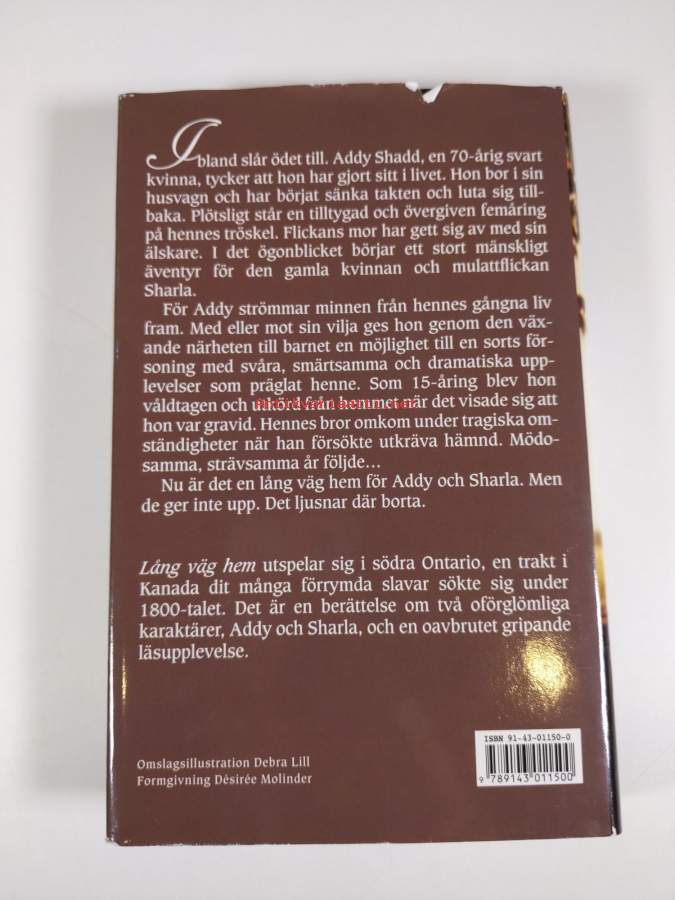 Ibland slår ödet till. Addy Shadd, en 70-årig svart
kvinna, tycker att hon har gjort sitt i livet. Hon bor i sin
husvagn och har börjat sänka takten och luta sig till-
baka. Plötsligt står en tilltygad och övergiven femåring
på hennes tröskel. Flickans mor har gett sig av med sin
älskare. I det ögonblicket börjar ett stort mänskligt
äventyr för den gamla kvinnan och mulattflickan
Sharla.
För Addy strömmar minnen från hennes gångna liv
fram. Med eller mot sin vilja ges hon genom den väx-
ande närheten till barnet en möjlighet till en sorts för-
soning med svåra, smärtsamma och dramatiska upp-
levelser som präglat henne. Som 15-åring blev hon
våldtagen och utkörd från hemmet när det visade sig att
hon var gravid. Hennes bror omkom under tragiska om-
ständigheter när han försökte utkräva hämnd. Mödo-
samma, strävsamma år följde…
Nu är det en lång väg hem för Addy och Sharla. Men
de ger inte upp. Det ljusnar där borta.
Lång väg hem utspelar sig i södra Ontario, en trakt i
Kanada dit många förrymda slavar sökte sig under
1800-talet. Det är en berättelse om två oförglömliga
karaktärer, Addy och Sharla, och en oavbrutet gripande
läsupplevelse.
ISBN 91-43-01150-0
9 789143 011500
Omslagsillustration Debra Lill
Formgivning Désirée Molinder